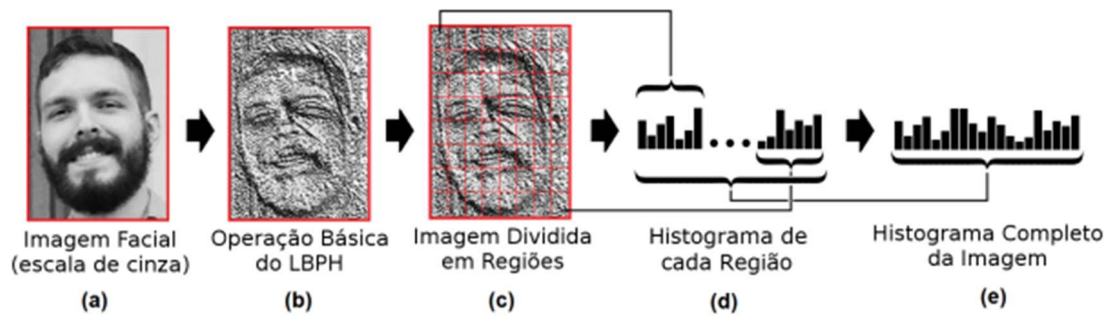 Imagem Facial
(escala de cinza)
(a)
Operação Básica
do LBPH
(b)
Imagem Dividida
em Regiões
(c)
Histograma de
cada Região
(d)
Histograma Completo
da Imagem
(e)